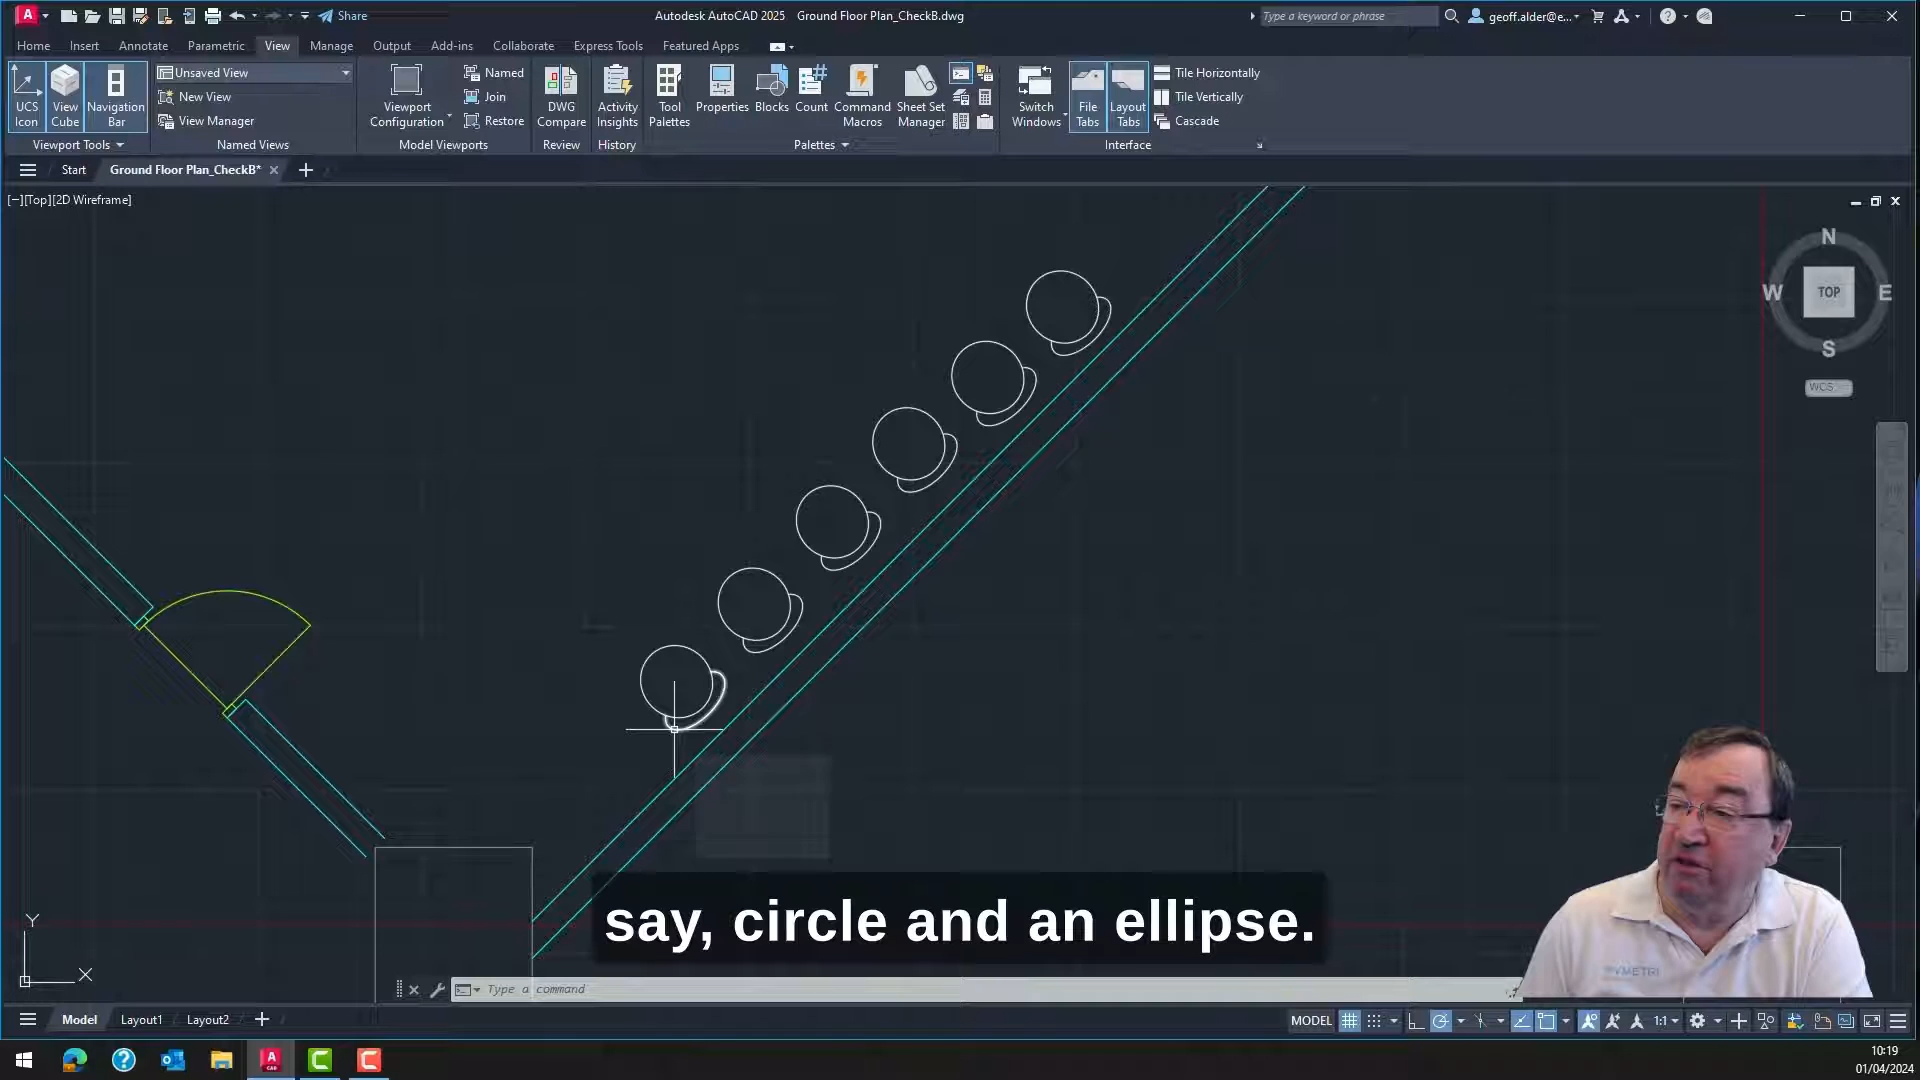 Share
Autodesk AutoCAD 2025 Ground Floor Plan_CheckB.dwg
Type a keyword or phrase
geoff.alder@e...
Home Insert Annotate Parametric View Manage Output Add-ins Collaborate Express Tools Featured Apps
UCS Icon
View Cube
Navigation Bar
Unsaved View
New View
View Manager
Viewport Configuration
Named
Join
Restore
DWG Compare
Activity Insights
Tool Palettes
Properties
Blocks
Count
Command Macros
Sheet Set Manager
Switch Windows
File Tabs
Layout Tabs
Tile Horizontally
Tile Vertically
Cascade
Viewport Tools Named Views Model Viewports Review History Palettes Interface
Start Ground Floor Plan_CheckB*
[−][Top][2D Wireframe]
N
W TOP E
S
WCS
say, circle and an ellipse.
Y
X
Type a command
Model Layout1 Layout2
MODEL 1:1
10:19
01/04/2024